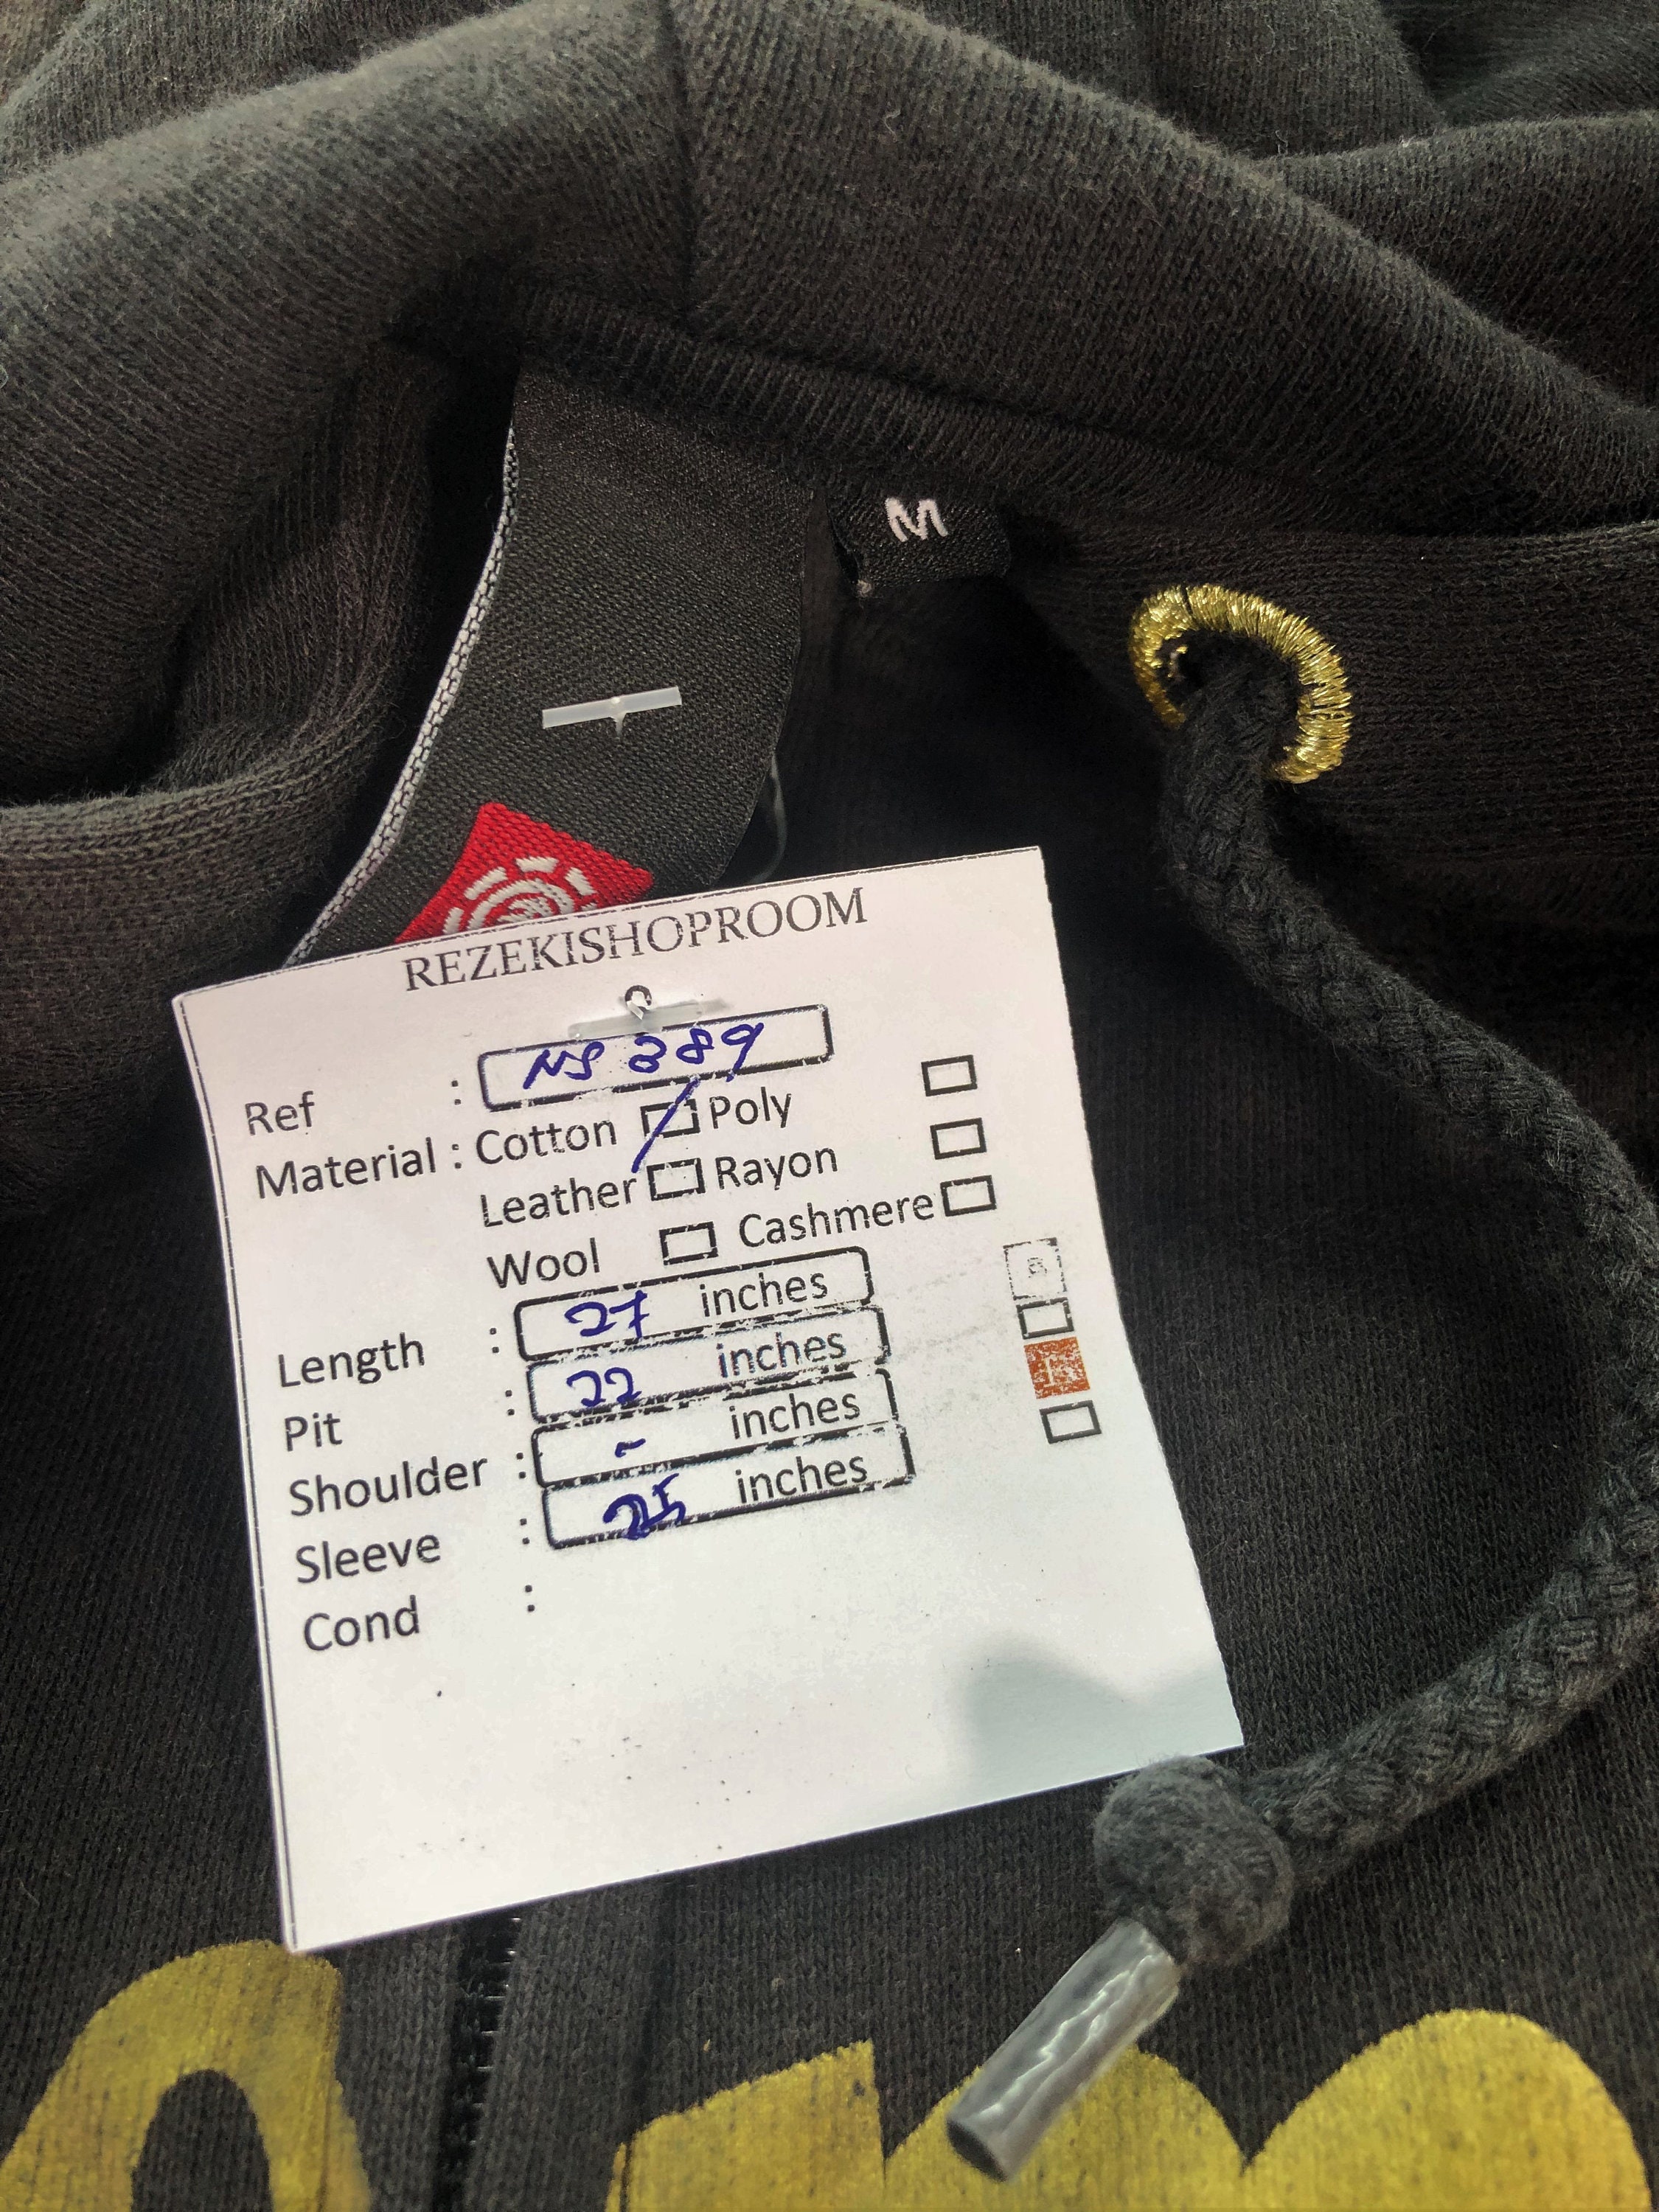 M
REZEKISHOPROOM
Ref : NS 389
Material : Cotton Poly
Leather Rayon
Wool Cashmere
Length : 27 inches
Pit : 22 inches
Shoulder : - inches
Sleeve : 25 inches
Cond :